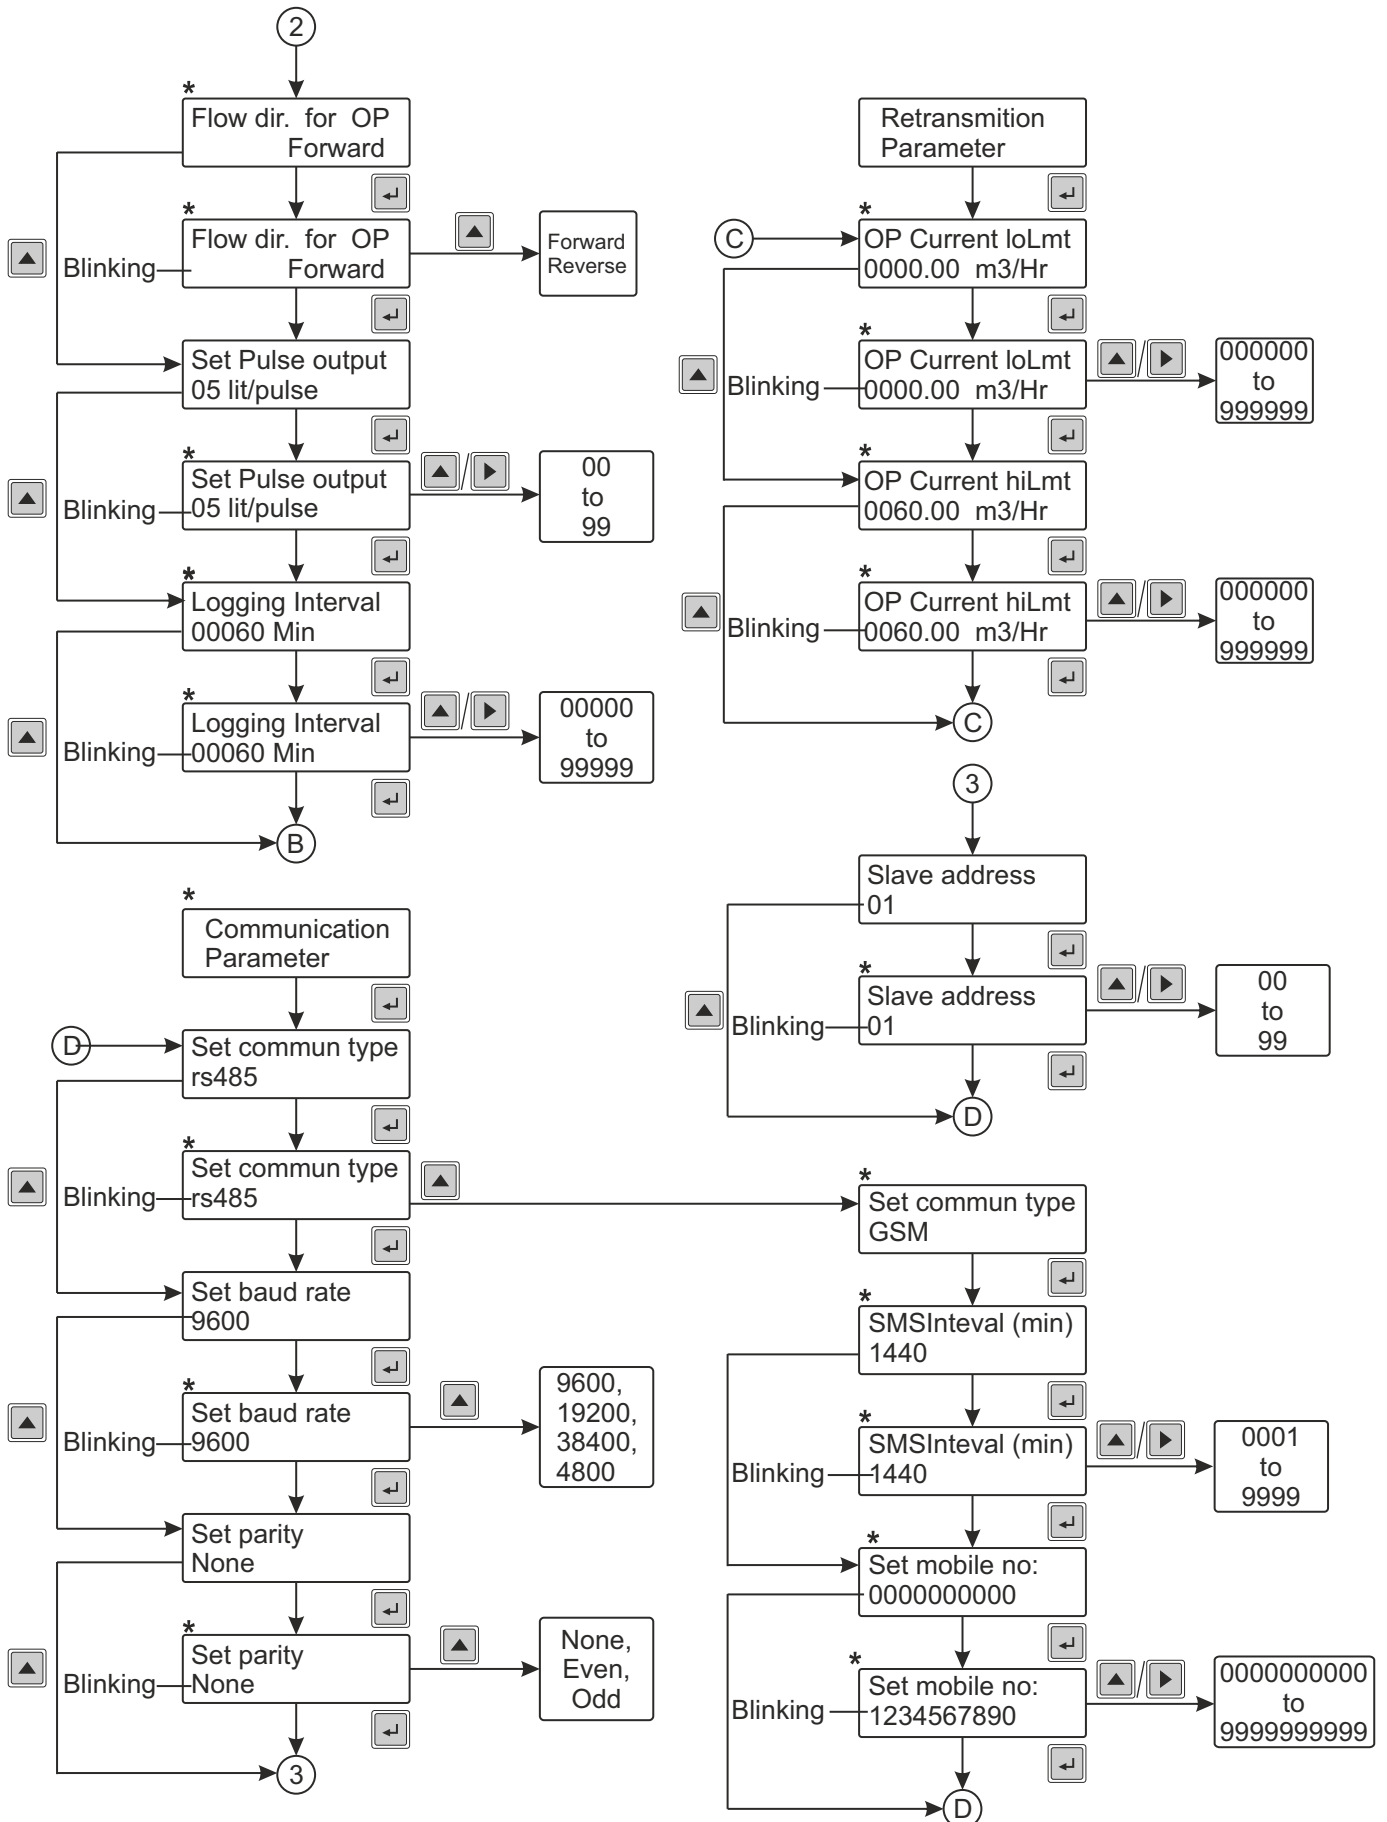 2
*
Flow dir. for OP
Forward
*
Flow dir. for OP
Forward
Blinking
Forward
Reverse
Set Pulse output
05 lit/pulse
*
Set Pulse output
05 lit/pulse
Blinking
/
00
to
99
*
Logging Interval
00060 Min
*
Logging Interval
00060 Min
Blinking
/
00000
to
99999
B
*
Communication
Parameter
D
Set commun type
rs485
*
Set commun type
rs485
Blinking
Set baud rate
9600
*
Set baud rate
9600
Blinking
9600,
19200,
38400,
4800
Set parity
None
*
Set parity
None
Blinking
None,
Even,
Odd
3
Retransmition
Parameter
C
*
OP Current loLmt
0000.00 m3/Hr
*
OP Current loLmt
0000.00 m3/Hr
Blinking
/
000000
to
999999
*
OP Current hiLmt
0060.00 m3/Hr
*
OP Current hiLmt
0060.00 m3/Hr
Blinking
/
000000
to
999999
C
3
Slave address
01
*
Slave address
01
Blinking
/
00
to
99
D
*
Set commun type
GSM
*
SMSInteval (min)
1440
*
SMSInteval (min)
1440
Blinking
/
0001
to
9999
*
Set mobile no:
0000000000
*
Set mobile no:
1234567890
Blinking
/
0000000000
to
9999999999
D